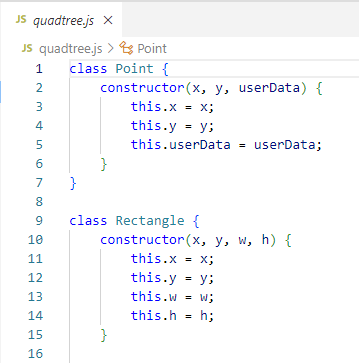 JS quadtree.js ×
JS quadtree.js > Point
1 class Point {
2     constructor(x, y, userData) {
3         this.x = x;
4         this.y = y;
5         this.userData = userData;
6     }
7 }
8
9 class Rectangle {
10     constructor(x, y, w, h) {
11         this.x = x;
12         this.y = y;
13         this.w = w;
14         this.h = h;
15     }